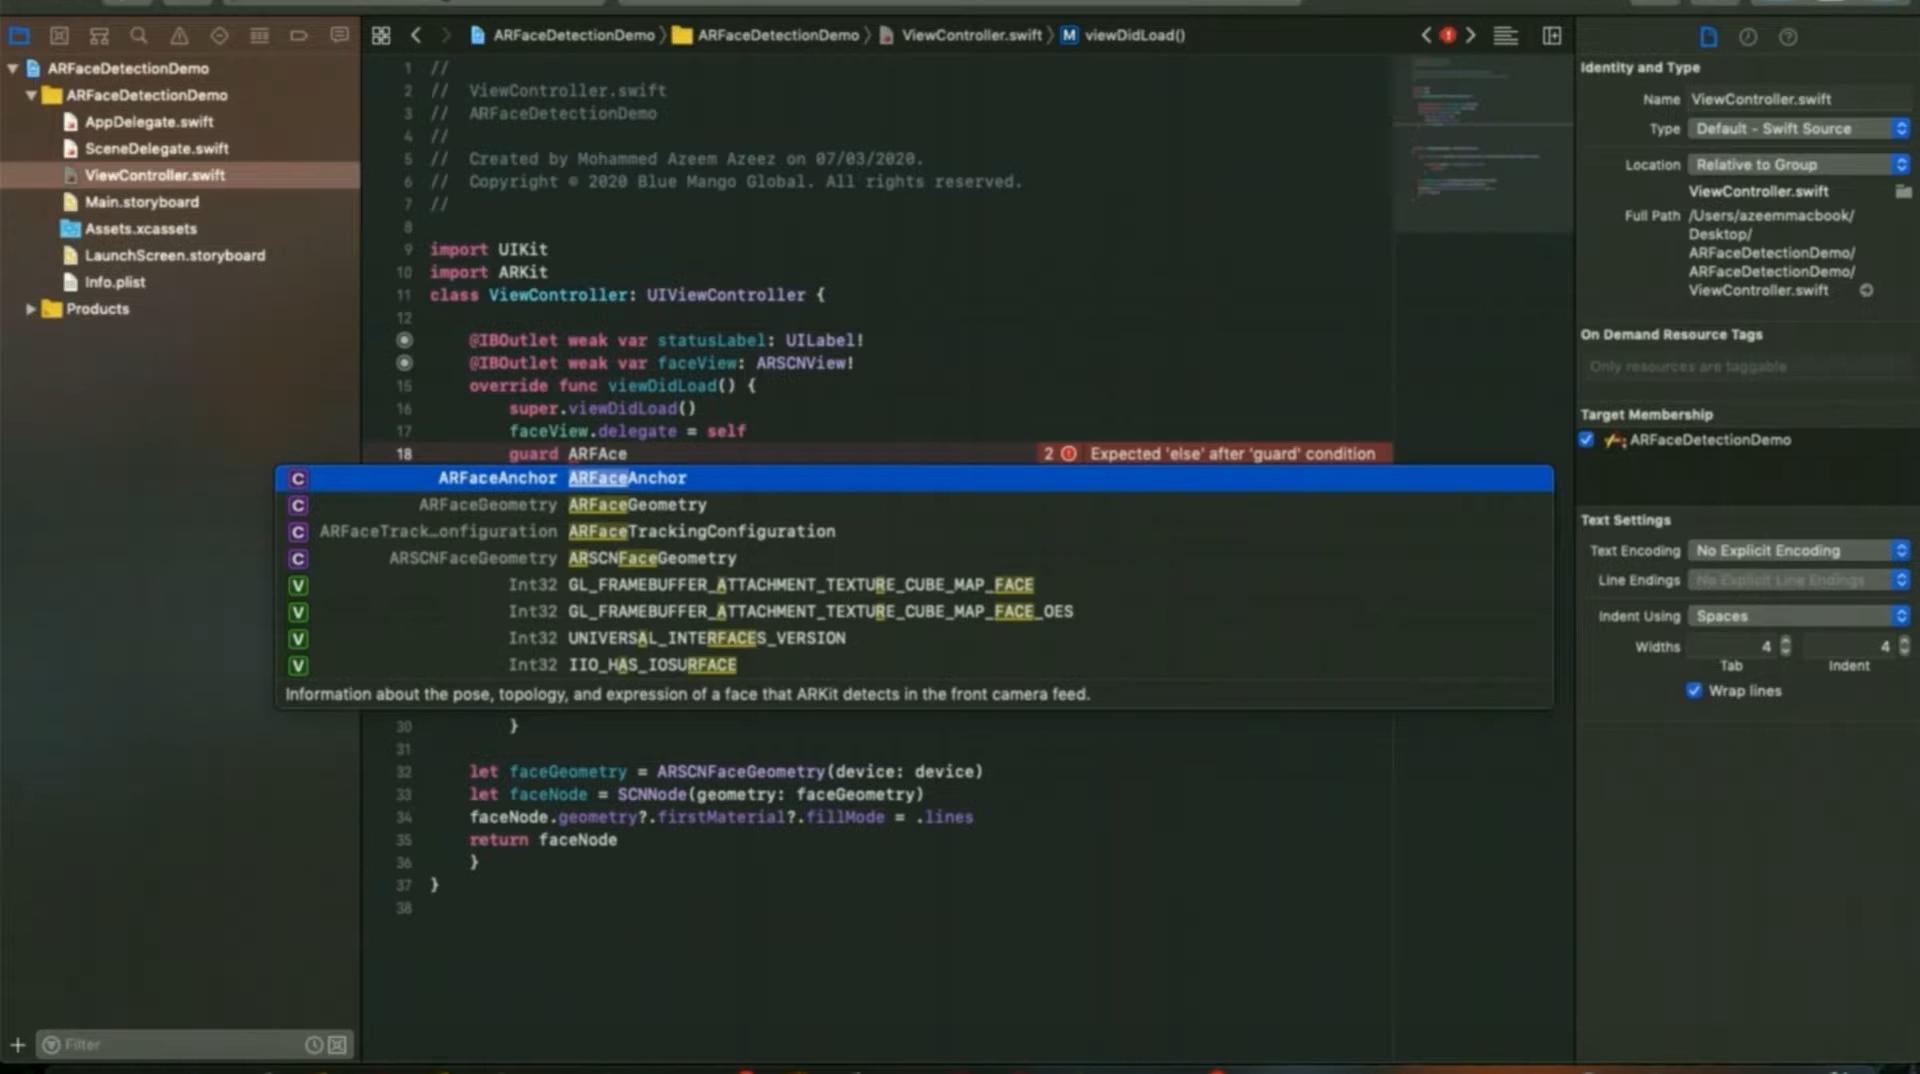 ARFaceDetectionDemo
ARFaceDetectionDemo
AppDelegate.swift
SceneDelegate.swift
ViewController.swift
Main.storyboard
Assets.xcassets
LaunchScreen.storyboard
Info.plist
Products
Filter
ARFaceDetectionDemo 〉 ARFaceDetectionDemo 〉 ViewController.swift 〉 M viewDidLoad()
1 //
2 //  ViewController.swift
3 //  ARFaceDetectionDemo
4 //
5 //  Created by Mohammed Azeem Azeez on 07/03/2020.
6 //  Copyright © 2020 Blue Mango Global. All rights reserved.
7 //
8
9 import UIKit
10 import ARKit
11 class ViewController: UIViewController {
12
@IBOutlet weak var statusLabel: UILabel!
@IBOutlet weak var faceView: ARSCNView!
15 override func viewDidLoad() {
16 super.viewDidLoad()
17 faceView.delegate = self
18 guard ARFAce 2 Expected 'else' after 'guard' condition
C ARFaceAnchor ARFaceAnchor
C ARFaceGeometry ARFaceGeometry
C ARFaceTrack…onfiguration ARFaceTrackingConfiguration
C ARSCNFaceGeometry ARSCNFaceGeometry
V Int32 GL_FRAMEBUFFER_ATTACHMENT_TEXTURE_CUBE_MAP_FACE
V Int32 GL_FRAMEBUFFER_ATTACHMENT_TEXTURE_CUBE_MAP_FACE_OES
V Int32 UNIVERSAL_INTERFACES_VERSION
V Int32 IIO_HAS_IOSURFACE
Information about the pose, topology, and expression of a face that ARKit detects in the front camera feed.
30 }
31
32 let faceGeometry = ARSCNFaceGeometry(device: device)
33 let faceNode = SCNNode(geometry: faceGeometry)
34 faceNode.geometry?.firstMaterial?.fillMode = .lines
35 return faceNode
36 }
37 }
38
Identity and Type
Name ViewController.swift
Type Default - Swift Source
Location Relative to Group
ViewController.swift
Full Path /Users/azeemmacbook/
Desktop/
ARFaceDetectionDemo/
ARFaceDetectionDemo/
ViewController.swift
On Demand Resource Tags
Only resources are taggable
Target Membership
ARFaceDetectionDemo
Text Settings
Text Encoding No Explicit Encoding
Line Endings No Explicit Line Endings
Indent Using Spaces
Widths 4 4
Tab Indent
Wrap lines